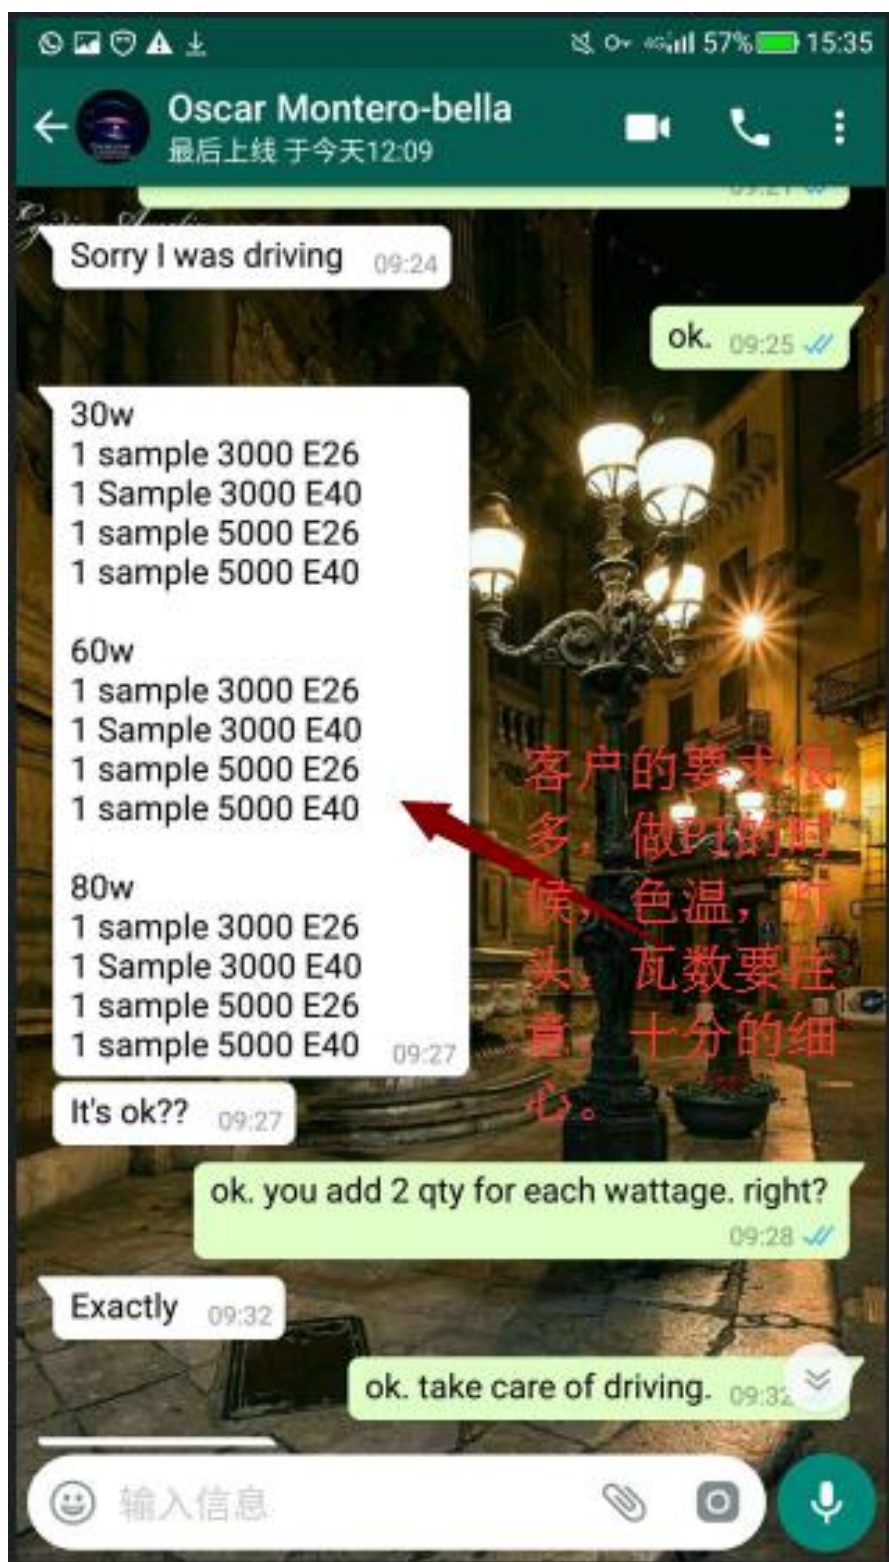 57% 15:35
Oscar Montero-bella
最后上线 于今天12:09
Sorry I was driving 09:24
ok. 09:25
30w
1 sample 3000 E26
1 Sample 3000 E40
1 sample 5000 E26
1 sample 5000 E40
60w
1 sample 3000 E26
1 Sample 3000 E40
1 sample 5000 E26
1 sample 5000 E40
80w
1 sample 3000 E26
1 Sample 3000 E40
1 sample 5000 E26
1 sample 5000 E40 09:27
客户的要求很
多，做PI的时
候，色温，灯
头，瓦数要注
意，十分的细
心。
It's ok?? 09:27
ok. you add 2 qty for each wattage. right?
09:28
Exactly 09:32
ok. take care of driving. 09:32
输入信息